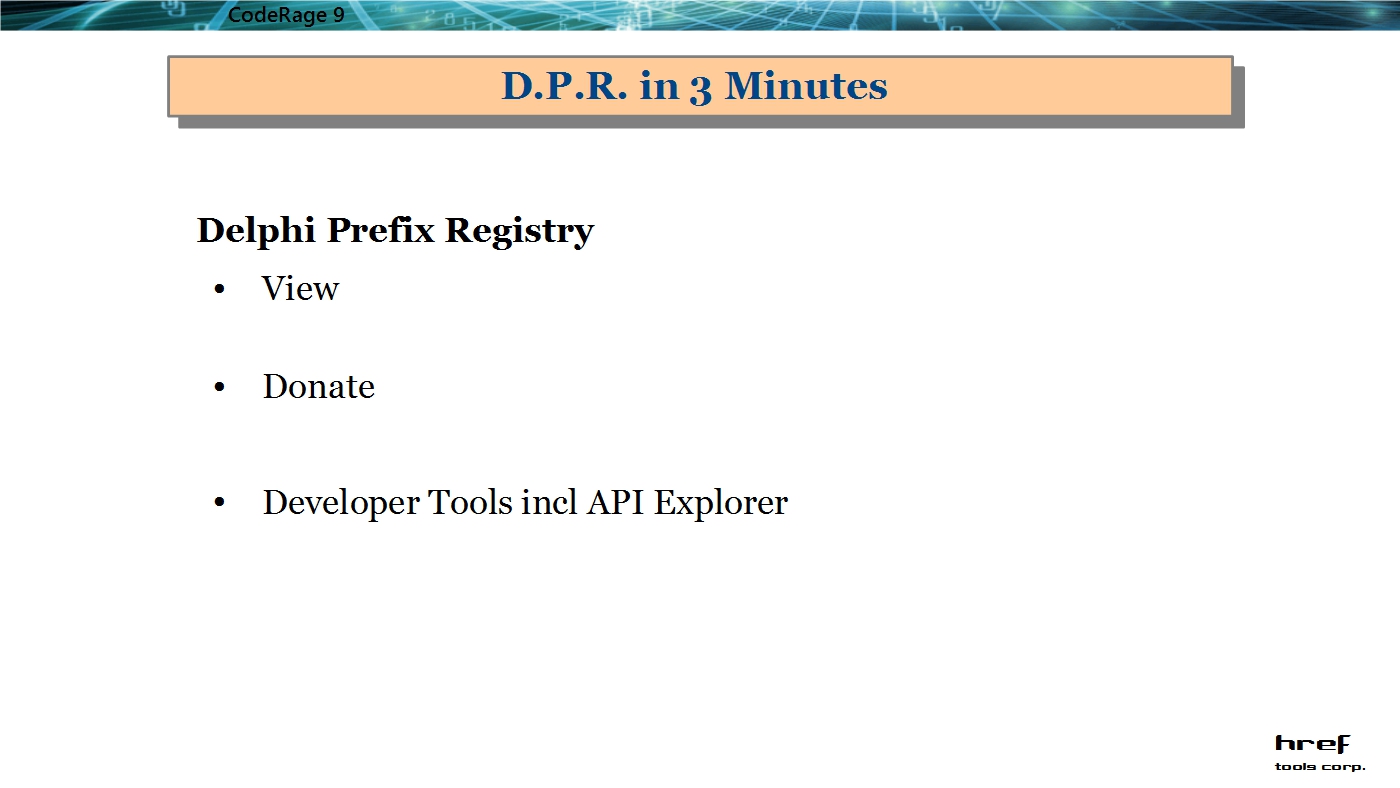 CodeRage 9
D.P.R. in 3 Minutes
Delphi Prefix Registry
• View
• Donate
• Developer Tools incl API Explorer
href
tools corp.